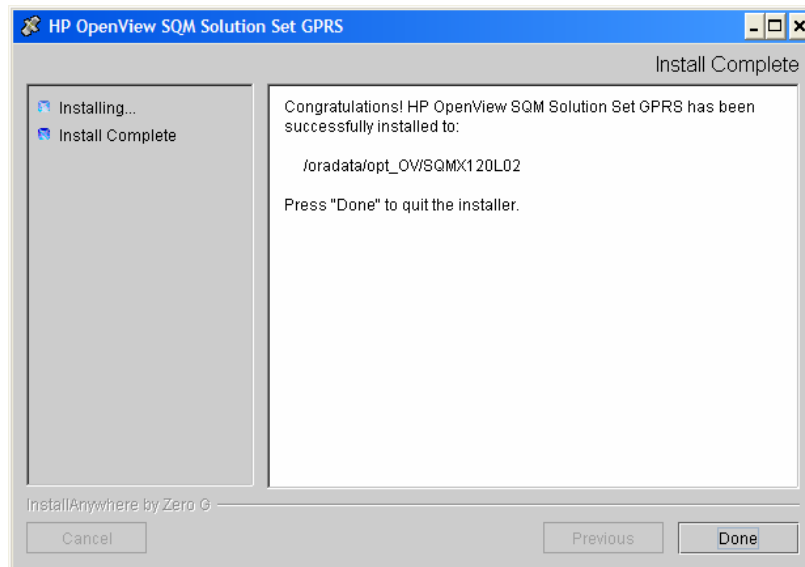 HP OpenView SQM Solution Set GPRS
Install Complete
Installing...
Install Complete
Congratulations! HP OpenView SQM Solution Set GPRS has been
successfully installed to:
/oradata/opt_OV/SQMX120L02
Press "Done" to quit the installer.
InstallAnywhere by Zero G
Cancel
Previous
Done